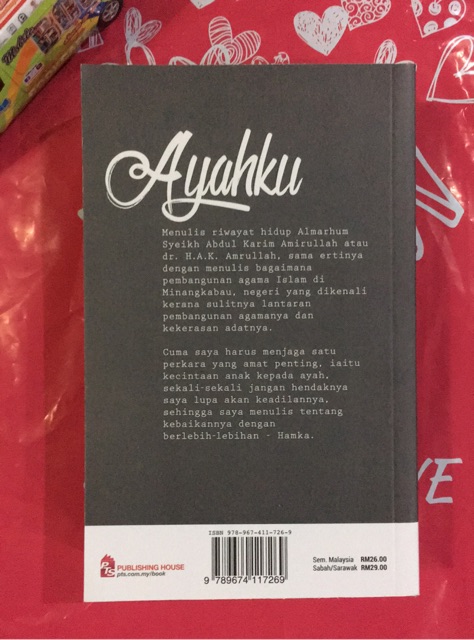 Ayahku
Menulis riwayat hidup Almarhum
Syeikh Abdul Karim Amirullah atau
dr. H.A.K. Amrullah, sama ertinya
dengan menulis bagaimana
pembangunan agama Islam di
Minangkabau, negeri yang dikenali
kerana sulitnya lantaran
pembangunan agamanya dan
kekerasan adatnya.
Cuma saya harus menjaga satu
perkara yang amat penting, iaitu
kecintaan anak kepada ayah,
sekali-sekali jangan hendaknya
saya lupa akan keadilannya,
sehingga saya menulis tentang
kebaikannya dengan
berlebih-lebihan - Hamka.
ISBN 978-967-411-726-9
9 789674 117269
PTS
PUBLISHING HOUSE
pts.com.my/book
Sem. Malaysia RM26.00
Sabah/Sarawak RM29.00
VE